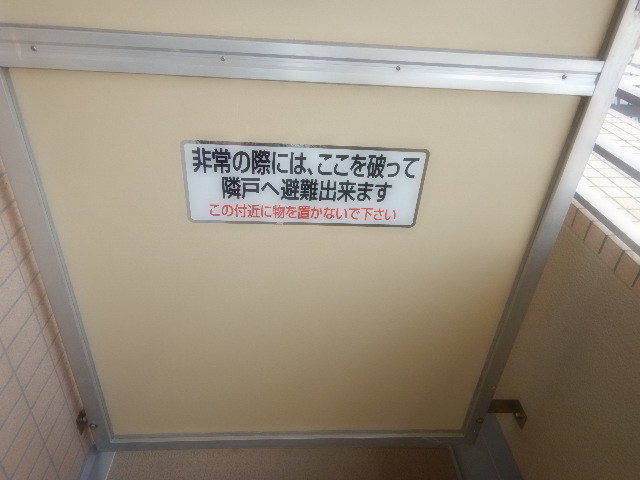 非常の際には、ここを破って
隣戸へ避難出来ます
この付近に物を置かないで下さい